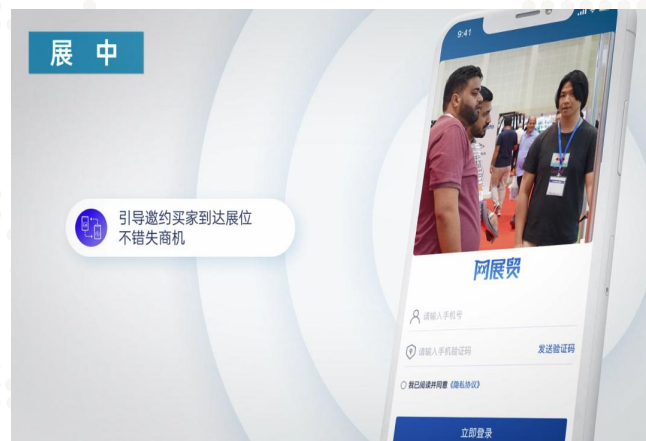 展 中
引导邀约买家到达展位
不错失商机
9:41
网展贸
请输入手机号
请输入手机验证码 发送验证码
我已阅读并同意《隐私协议》
立即登录